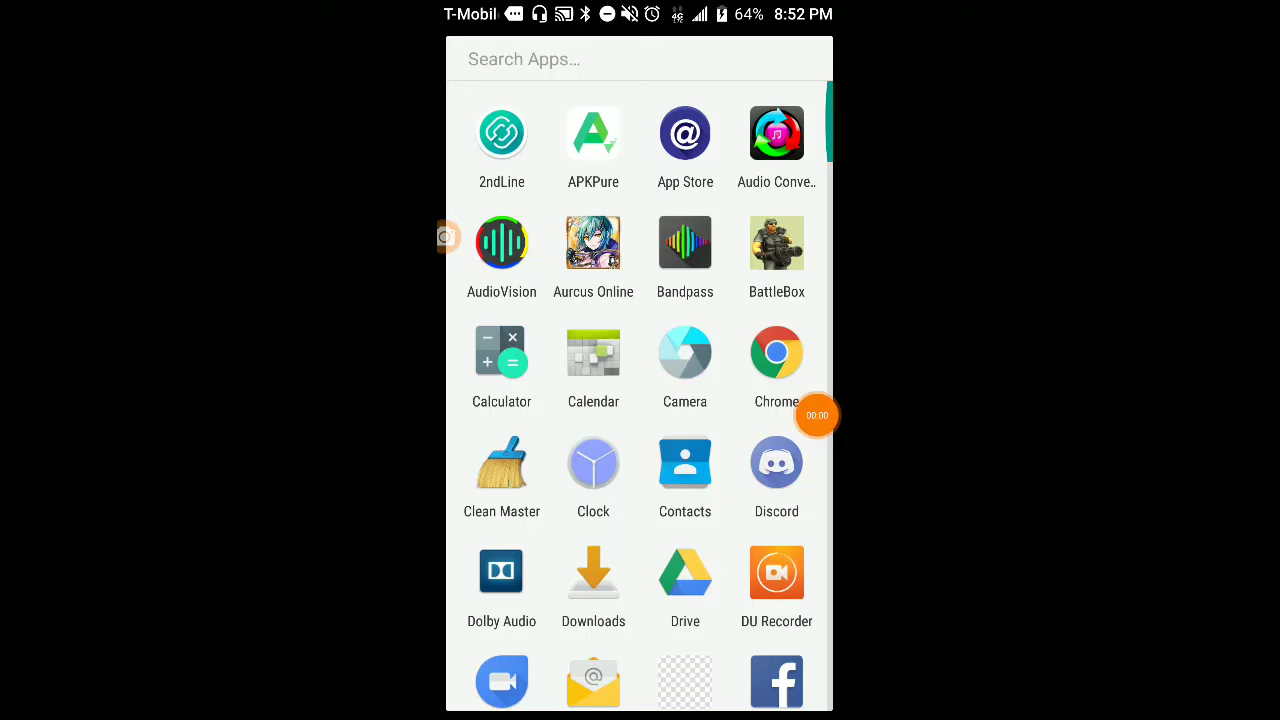 T-Mobil 64% 8:52 PM
Search Apps...
2ndLine APKPure App Store Audio Conve..
AudioVision Aurcus Online Bandpass BattleBox
Calculator Calendar Camera Chrome
00:00
Clean Master Clock Contacts Discord
Dolby Audio Downloads Drive DU Recorder